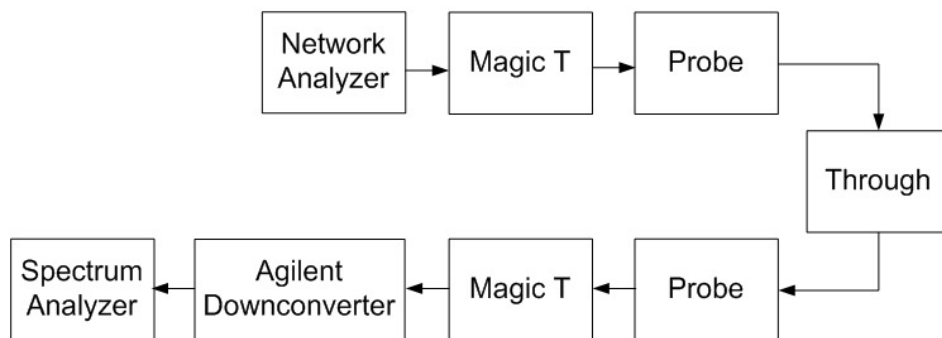 Network
Analyzer
Magic T
Probe
Through
Probe
Magic T
Agilent
Downconverter
Spectrum
Analyzer